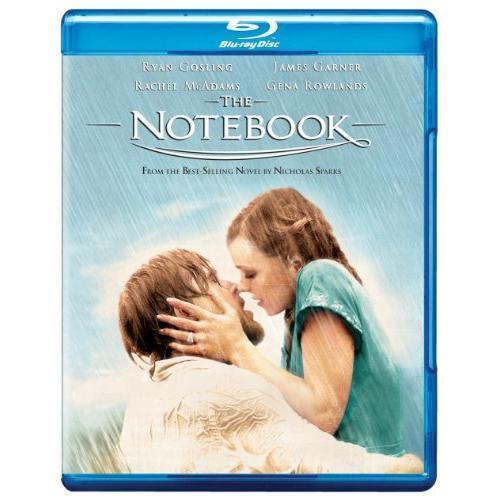 Blu-ray Disc
RYAN GOSLING JAMES GARNER
RACHEL MCADAMS GENA ROWLANDS
THE
NOTEBOOK
FROM THE BEST-SELLING NOVEL BY NICHOLAS SPARKS